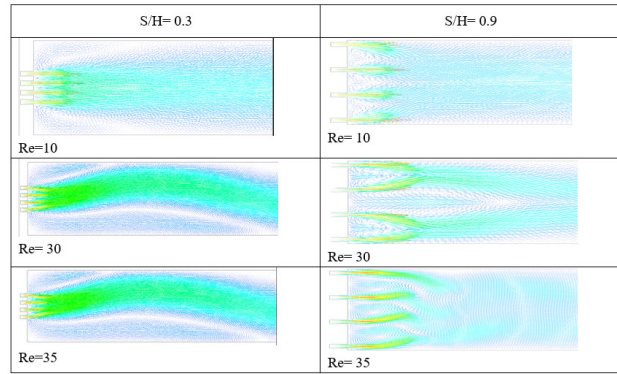 S/H= 0.3
S/H= 0.9
Re=10
Re= 10
Re= 30
Re= 30
Re=35
Re= 35